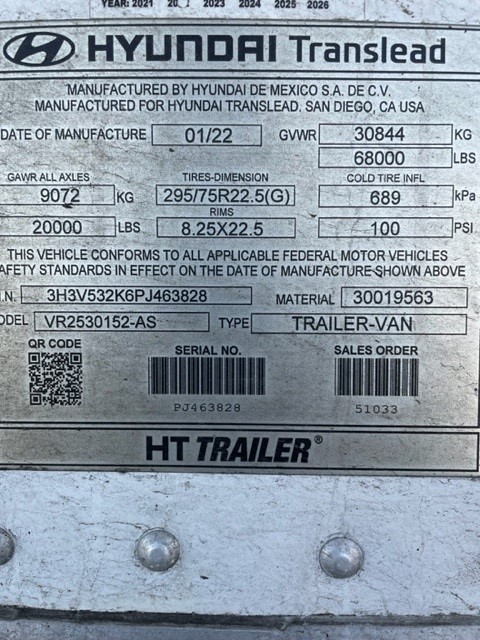 YEAR: 2021 2023 2024 2025 2026
HYUNDAI Translead
MANUFACTURED BY HYUNDAI DE MEXICO S.A. DE C.V.
MANUFACTURED FOR HYUNDAI TRANSLEAD. SAN DIEGO, CA USA
DATE OF MANUFACTURE 01/22 GVWR 30844 KG
68000 LBS
GAWR ALL AXLES TIRES-DIMENSION COLD TIRE INFL
9072 KG 295/75R22.5(G) 689 kPa
RIMS
20000 LBS 8.25X22.5 100 PSI
THIS VEHICLE CONFORMS TO ALL APPLICABLE FEDERAL MOTOR VEHICLES
AFETY STANDARDS IN EFFECT ON THE DATE OF MANUFACTURE SHOWN ABOVE
.N. 3H3V532K6PJ463828 MATERIAL 30019563
ODEL VR2530152-AS TYPE TRAILER-VAN
QR CODE SERIAL NO. SALES ORDER
PJ463828 51033
HT TRAILER®